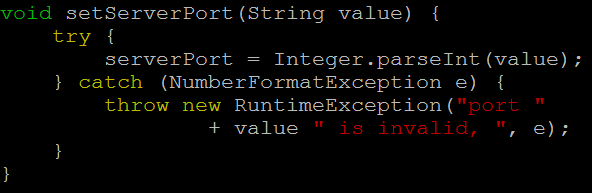 void setServerPort(String value) {
    try {
        serverPort = Integer.parseInt(value);
    } catch (NumberFormatException e) {
        throw new RuntimeException("port "
                + value " is invalid, ", e);
    }
}